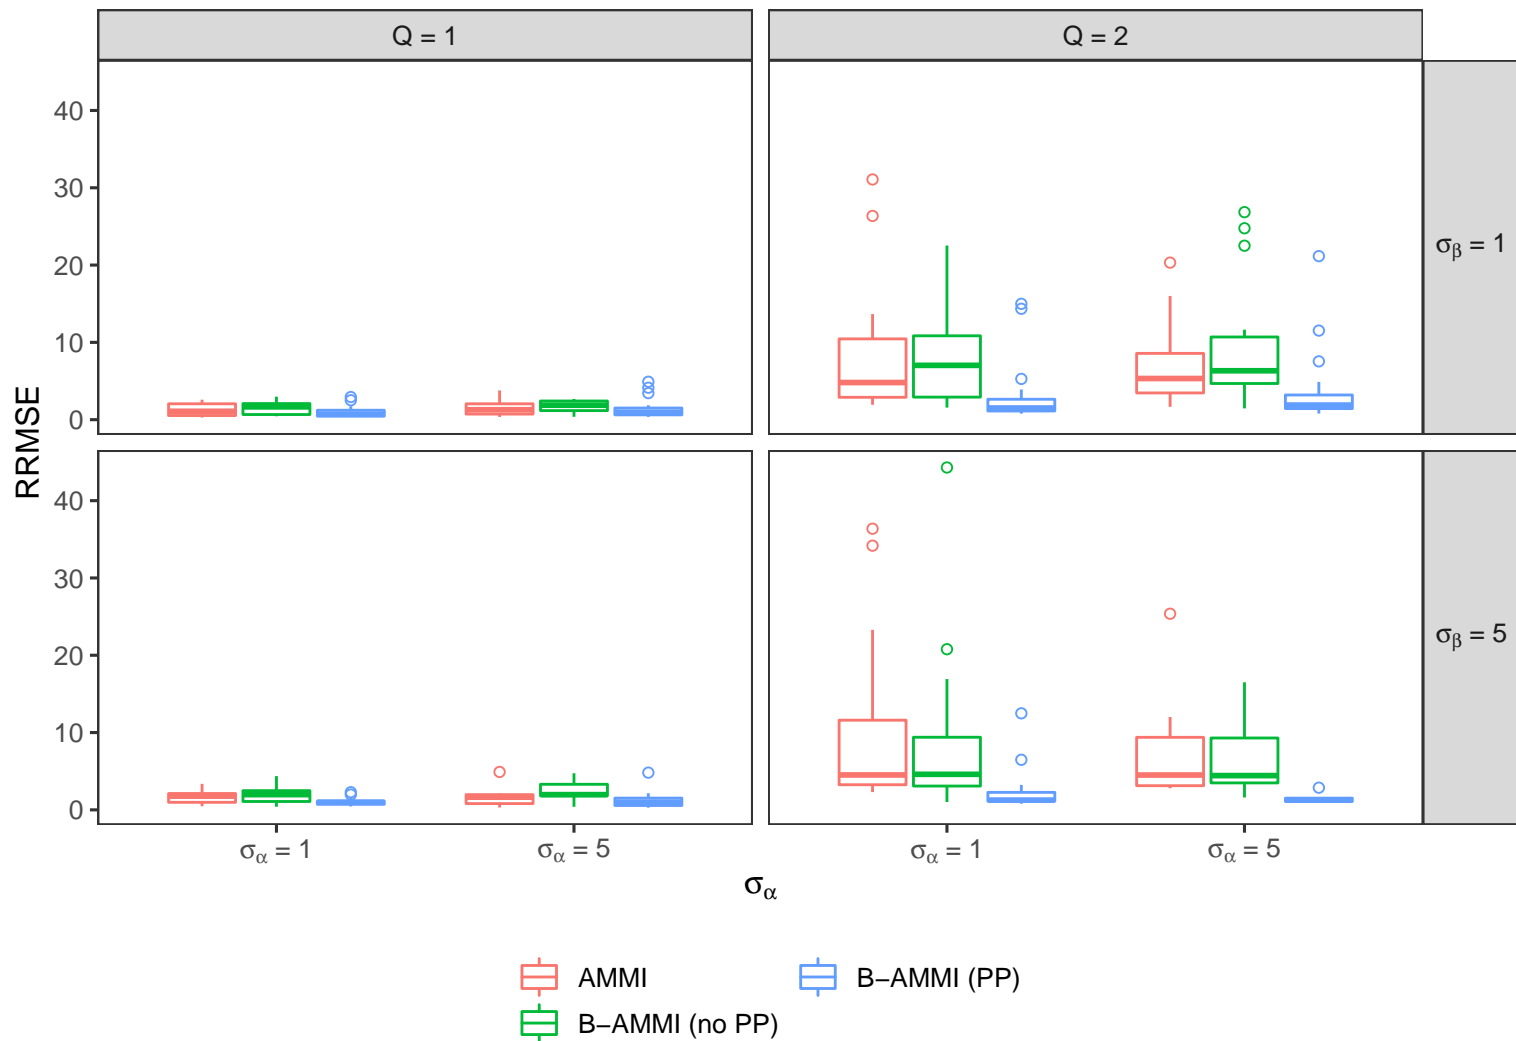 Q = 1
Q = 2
40
30
20
10
0
σβ = 1
RRMSE
40
30
20
10
0
σβ = 5
σα = 1
σα = 5
σα = 1
σα = 5
σα
AMMI
B−AMMI (PP)
B−AMMI (no PP)